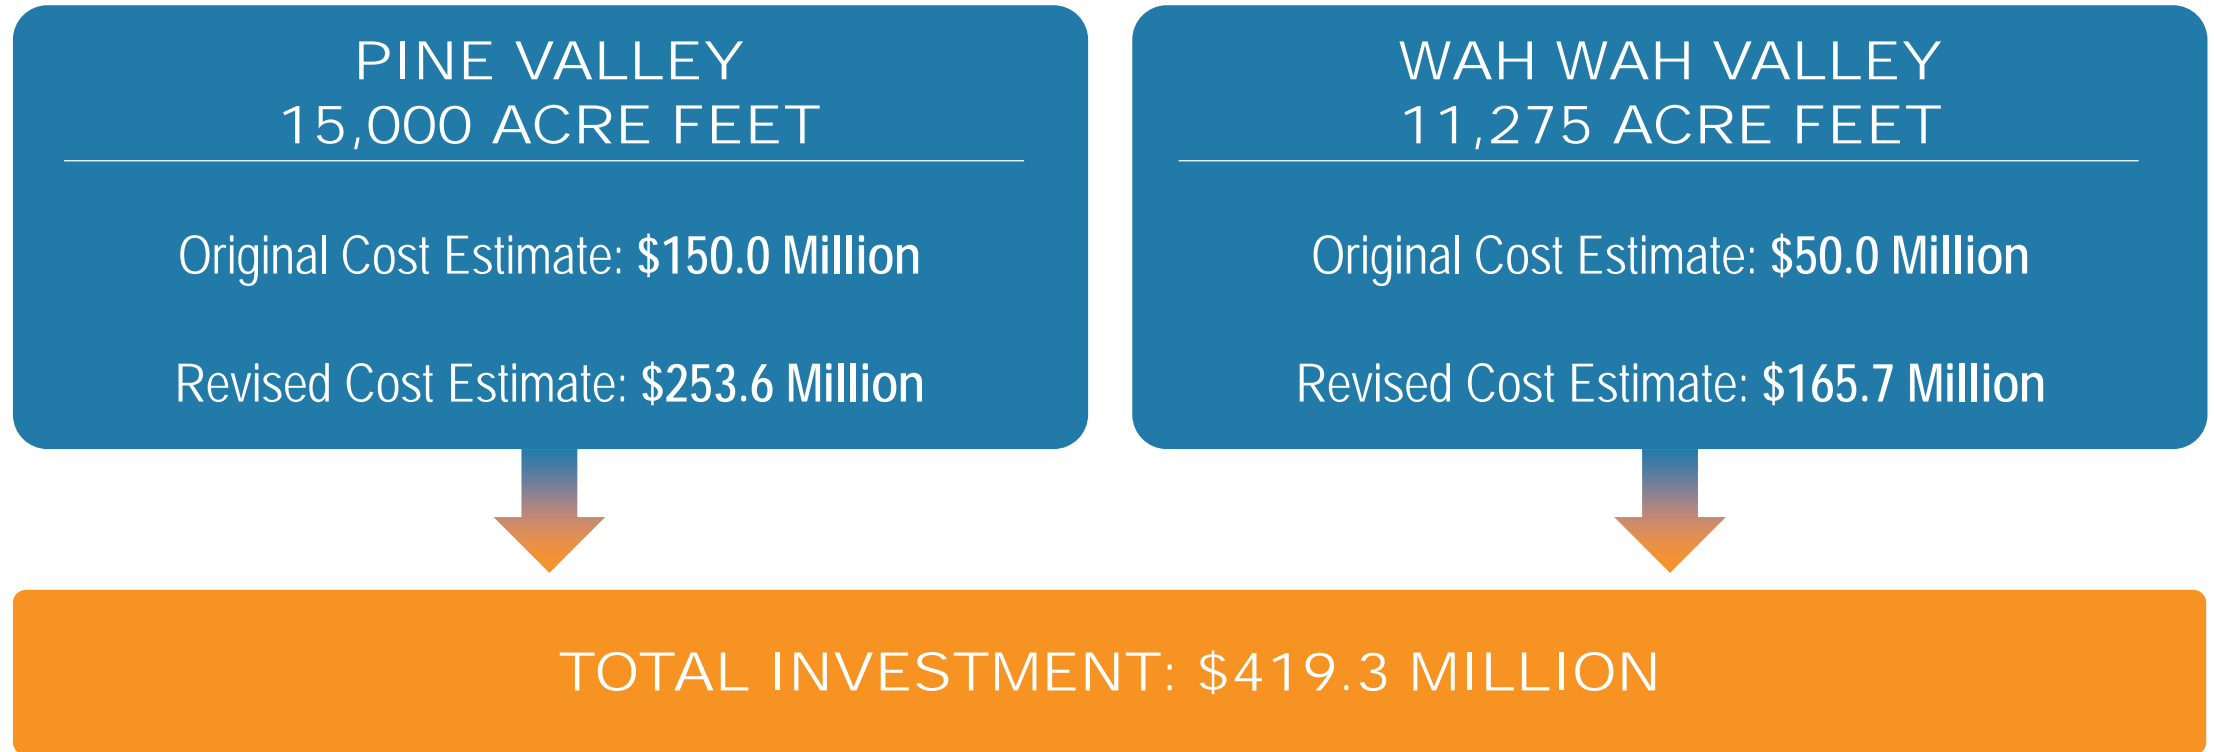 PINE VALLEY
15,000 ACRE FEET
Original Cost Estimate: $150.0 Million
Revised Cost Estimate: $253.6 Million
WAH WAH VALLEY
11,275 ACRE FEET
Original Cost Estimate: $50.0 Million
Revised Cost Estimate: $165.7 Million
TOTAL INVESTMENT: $419.3 MILLION